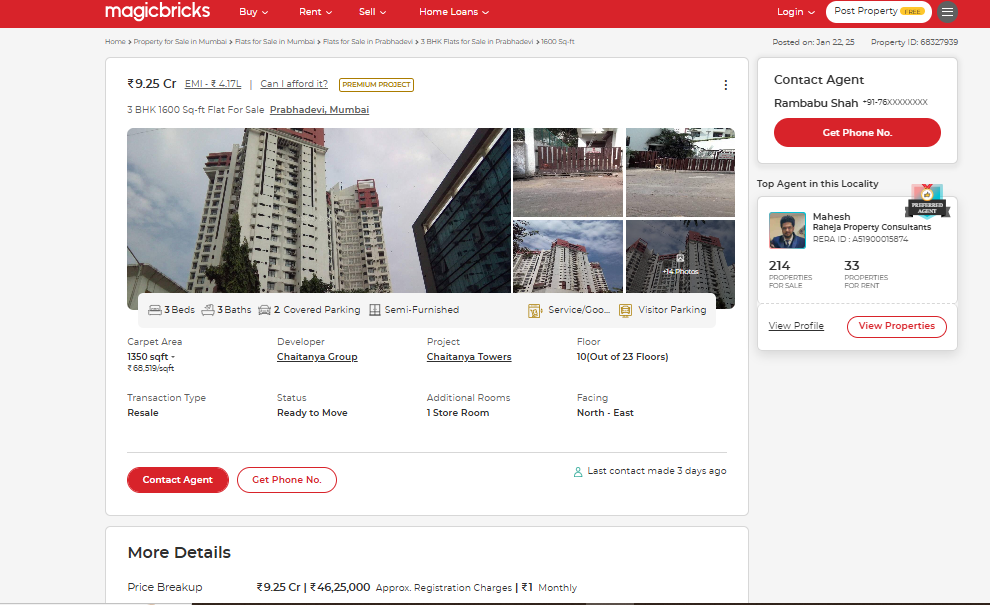 magicbricks
Buy Rent Sell Home Loans Login Post Property FREE
Home > Property for Sale in Mumbai > Flats for Sale in Mumbai > Flats for Sale in Prabhadevi > 3 BHK Flats for Sale in Prabhadevi > 1600 Sq-ft
Posted on: Jan 22, 25 Property ID: 68327939
₹9.25 Cr EMI - ₹ 4.17L | Can I afford it? PREMIUM PROJECT
3 BHK 1600 Sq-ft Flat For Sale Prabhadevi, Mumbai
+14 Photos
3 Beds 3 Baths 2 Covered Parking Semi-Furnished Service/Goo... Visitor Parking
Carpet Area
1350 sqft -
₹68,519/sqft
Developer
Chaitanya Group
Project
Chaitanya Towers
Floor
10(Out of 23 Floors)
Transaction Type
Resale
Status
Ready to Move
Additional Rooms
1 Store Room
Facing
North - East
Contact Agent Get Phone No.
Last contact made 3 days ago
More Details
Price Breakup ₹9.25 Cr | ₹46,25,000 Approx. Registration Charges | ₹1 Monthly
Contact Agent
Rambabu Shah +91-76XXXXXXXX
Get Phone No.
Top Agent in this Locality
PREFERRED
AGENT
Mahesh
Raheja Property Consultants
RERA ID : A51900015874
214
PROPERTIES
FOR SALE
33
PROPERTIES
FOR RENT
View Profile View Properties